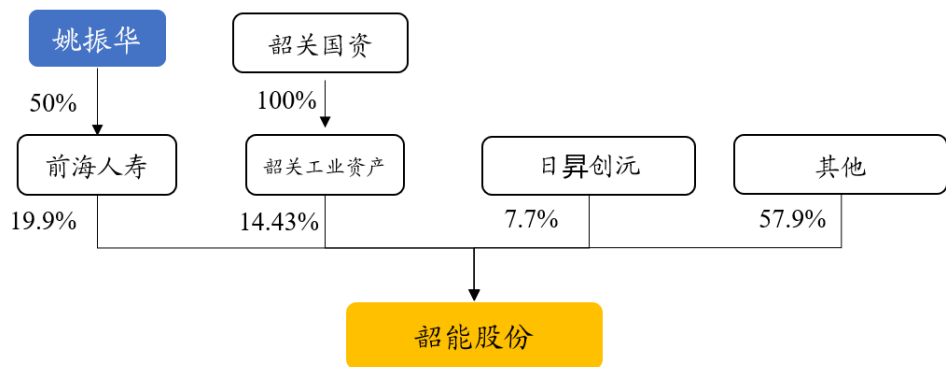 姚振华
韶关国资
50%
100%
前海人寿
韶关工业资产
日昇创沅
其他
19.9%
14.43%
7.7%
57.9%
韶能股份